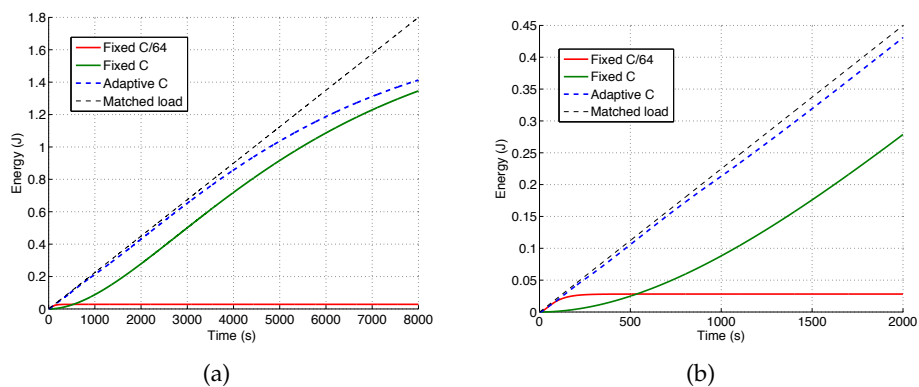 1.8
1.6
1.4
1.2
1
0.8
0.6
0.4
0.2
0
Energy (J)
Fixed C/64
Fixed C
Adaptive C
Matched load
0 1000 2000 3000 4000 5000 6000 7000 8000
Time (s)
(a)
0.45
0.4
0.35
0.3
0.25
0.2
0.15
0.1
0.05
0
Energy (J)
Fixed C/64
Fixed C
Adaptive C
Matched load
0 500 1000 1500 2000
Time (s)
(b)